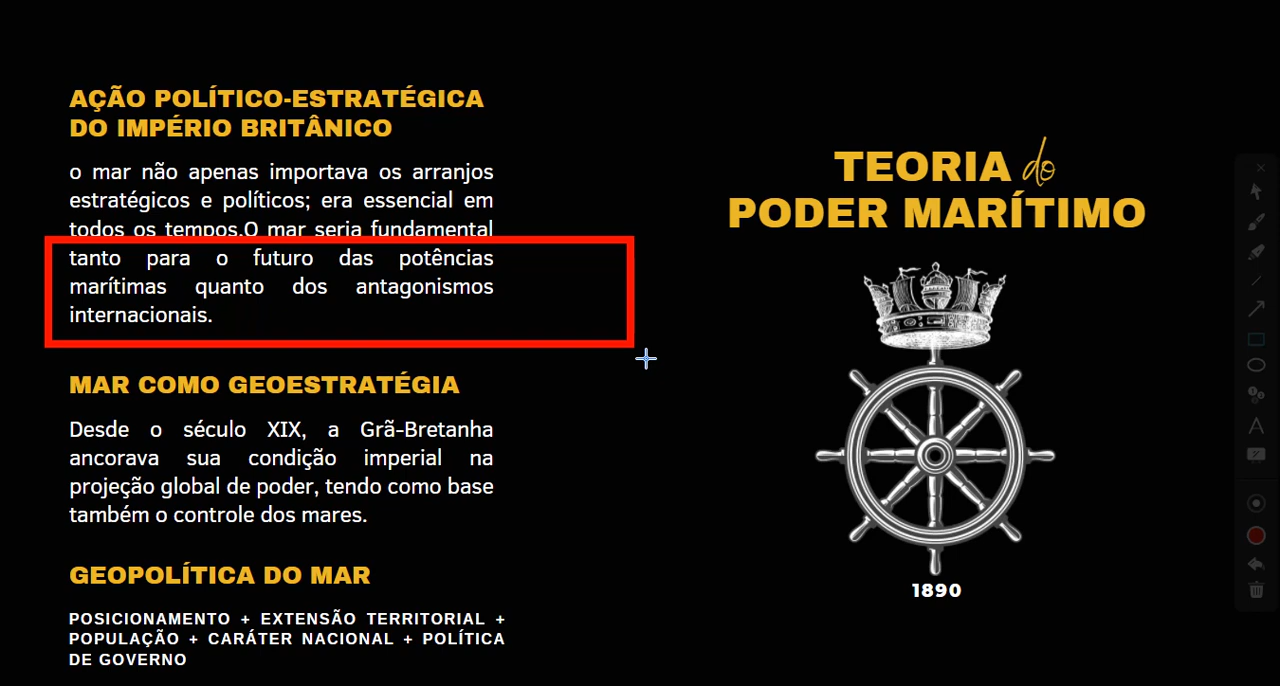 AÇÃO POLÍTICO-ESTRATÉGICA
DO IMPÉRIO BRITÂNICO
o mar não apenas importava os arranjos
estratégicos e políticos; era essencial em
todos os tempos.O mar seria fundamental
tanto para o futuro das potências
marítimas quanto dos antagonismos
internacionais.
MAR COMO GEOESTRATÉGIA
Desde o século XIX, a Grã-Bretanha
ancorava sua condição imperial na
projeção global de poder, tendo como base
também o controle dos mares.
GEOPOLÍTICA DO MAR
POSICIONAMENTO + EXTENSÃO TERRITORIAL +
POPULAÇÃO + CARÁTER NACIONAL + POLÍTICA
DE GOVERNO
TEORIA do
PODER MARÍTIMO
1890